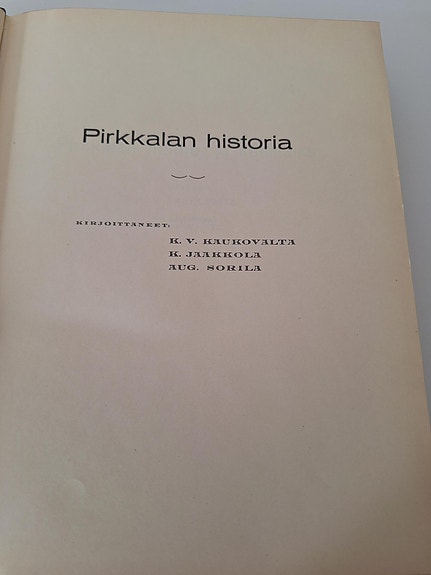 Pirkkalan historia
KIRJOITTANEET:
K. V. KAUKOVALTA
K. JAAKKOLA
AUG. SORILA